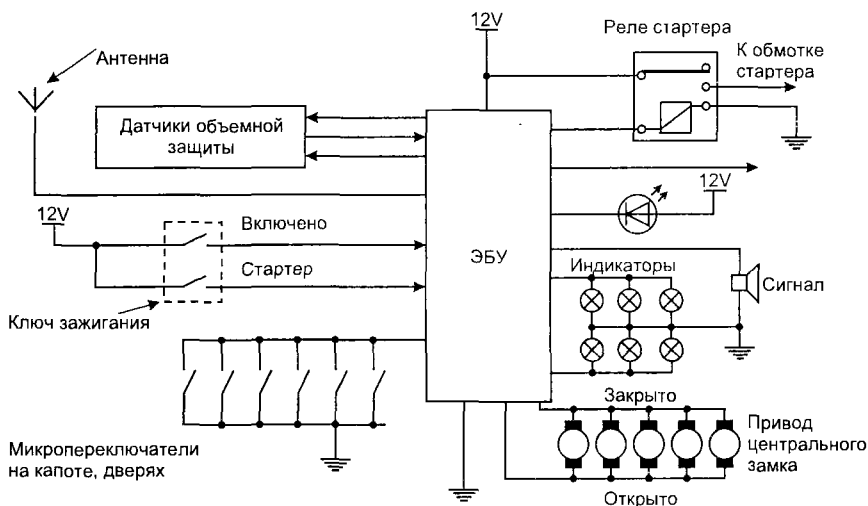 12V
Реле стартера
К обмотке
стартера
Антенна
Датчики объемной
защиты
12V
12V
Включено
ЭБУ
Индикаторы
Стартер
Сигнал
Ключ зажигания
Закрыто
Микропереключатели
на капоте, дверях
Привод
центрального
замка
Открыто